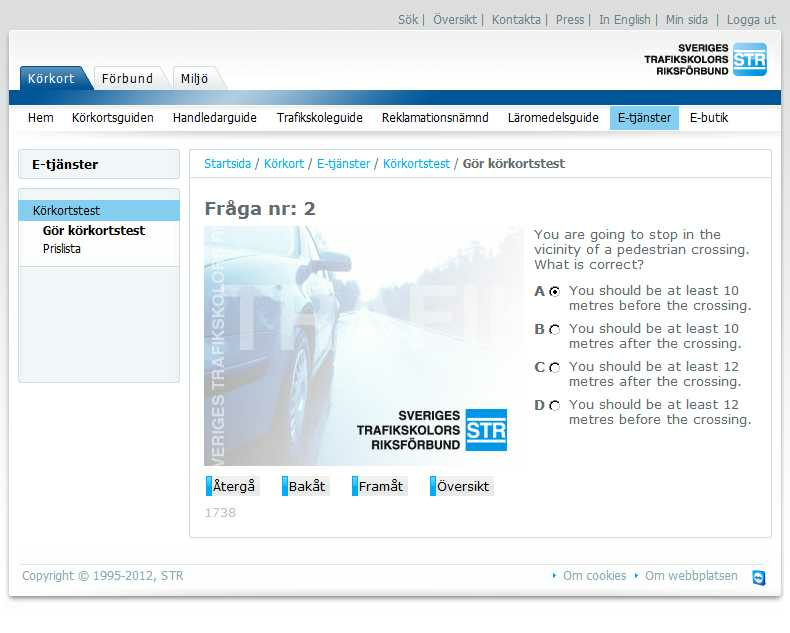 Sök | Översikt | Kontakta | Press | In English | Min sida | Logga ut
SVERIGES
TRAFIKSKOLORS
RIKSFÖRBUND
STR
Körkort Förbund Miljö
Hem Körkortsguiden Handledarguide Trafikskoleguide Reklamationsnämnd Läromedelsguide E-tjänster E-butik
E-tjänster
Körkortstest
Gör körkortstest
Prislista
Startsida / Körkort / E-tjänster / Körkortstest / Gör körkortstest
Fråga nr: 2
SVERIGES
TRAFIKSKOLORS
RIKSFÖRBUND
STR
You are going to stop in the
vicinity of a pedestrian crossing.
What is correct?
A You should be at least 10
metres before the crossing.
B You should be at least 10
metres after the crossing.
C You should be at least 12
metres after the crossing.
D You should be at least 12
metres before the crossing.
Återgå Bakåt Framåt Översikt
1738
Copyright © 1995-2012, STR
Om cookies Om webbplatsen